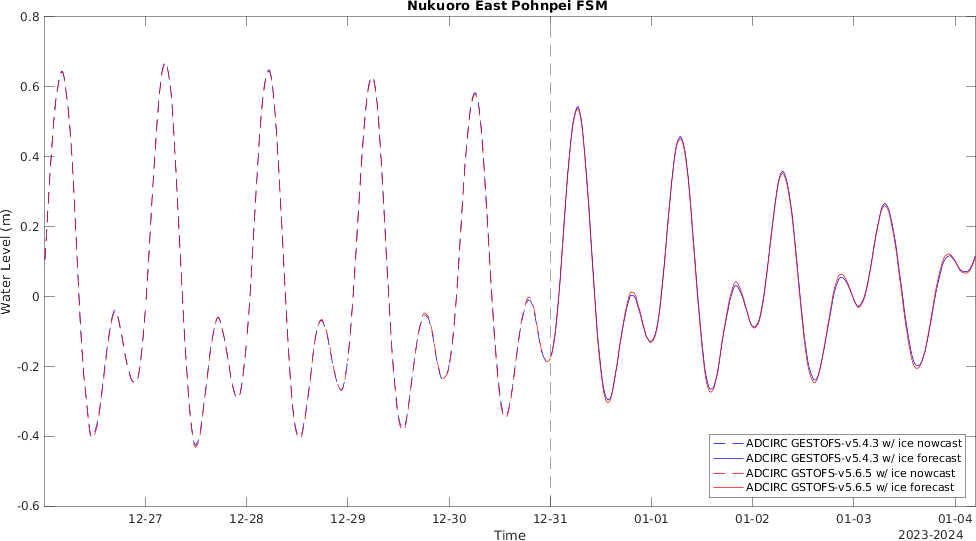 Nukuoro East Pohnpei FSM
0.8
0.6
0.4
0.2
0
-0.2
-0.4
-0.6
Water Level (m)
ADCIRC GESTOFS-v5.4.3 w/ ice nowcast
ADCIRC GESTOFS-v5.4.3 w/ ice forecast
ADCIRC GSTOFS-v5.6.5 w/ ice nowcast
ADCIRC GSTOFS-v5.6.5 w/ ice forecast
12-27 12-28 12-29 12-30 12-31 01-01 01-02 01-03 01-04
Time
2023-2024